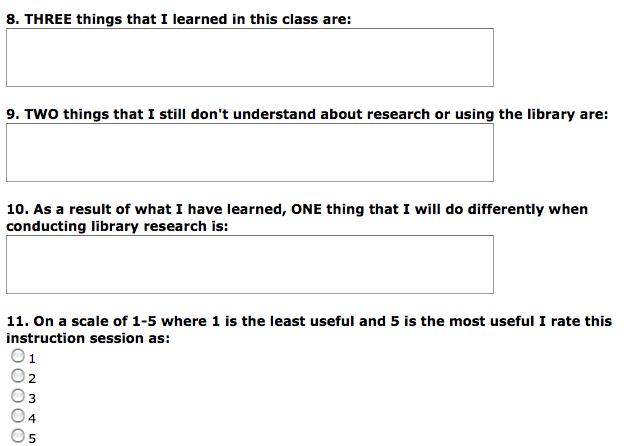 8. THREE things that I learned in this class are:
9. TWO things that I still don't understand about research or using the library are:
10. As a result of what I have learned, ONE thing that I will do differently when
conducting library research is:
11. On a scale of 1-5 where 1 is the least useful and 5 is the most useful I rate this
instruction session as:
1
2
3
4
5